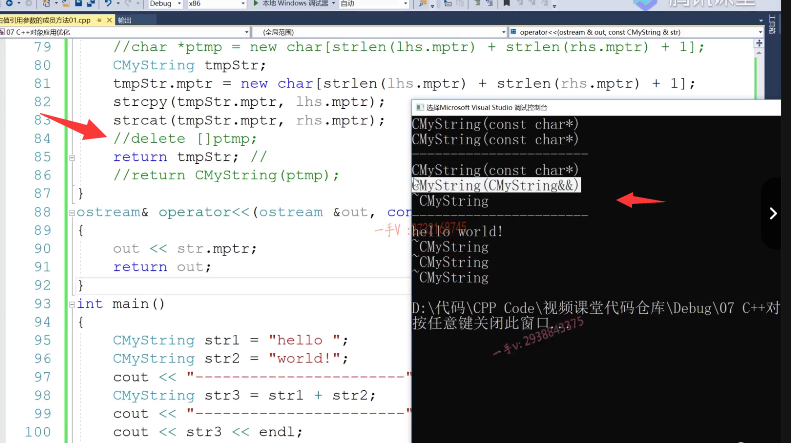 Debug x86 本地 Windows 调试器 自动
值引用参数的成员方法01.cpp 输出
07 C++对象应用优化 (全局范围) operator<<(ostream & out, const CMyString & str)
79 //char *ptmp = new char[strlen(lhs.mptr) + strlen(rhs.mptr) + 1];
80 CMyString tmpStr;
81 tmpStr.mptr = new char[strlen(lhs.mptr) + strlen(rhs.mptr) + 1];
82 strcpy(tmpStr.mptr, lhs.mptr);
83 strcat(tmpStr.mptr, rhs.mptr);
84 //delete []ptmp;
85 return tmpStr; //
86 //return CMyString(ptmp);
87 }
88 ostream& operator<<(ostream &out, con
89 {
90 out << str.mptr;
91 return out;
92 }
93 int main()
94 {
95 CMyString str1 = "hello ";
96 CMyString str2 = "world!";
97 cout << "-----------------------"
98 CMyString str3 = str1 + str2;
99 cout << "-----------------------"
100 cout << str3 << endl;
选择Microsoft Visual Studio 调试控制台
CMyString(const char*)
CMyString(const char*)
-----------------------
CMyString(const char*)
CMyString(CMyString&&)
~CMyString
-----------------------
hello world!
~CMyString
~CMyString
~CMyString
D:\代码\CPP Code\视频课堂代码仓库\Debug\07 C++对
按任意键关闭此窗口. . .
一手v: 2938843375